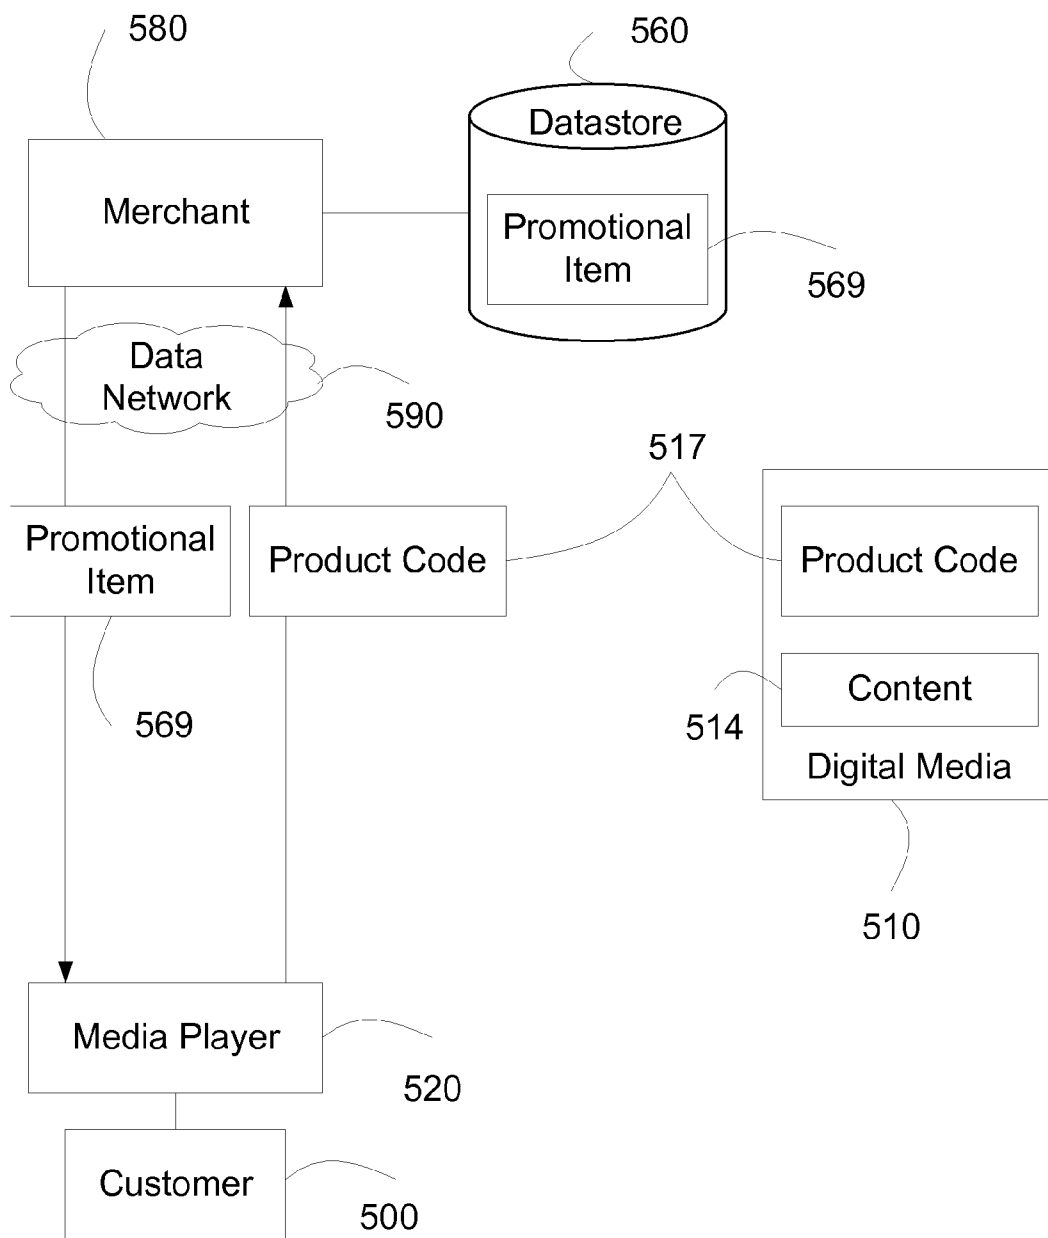 580
560
Datastore
Merchant
Promotional
Item
569
Data
Network
590
517
Promotional
Item
Product Code
Product Code
Content
514
569
Digital Media
510
Media Player
520
Customer
500